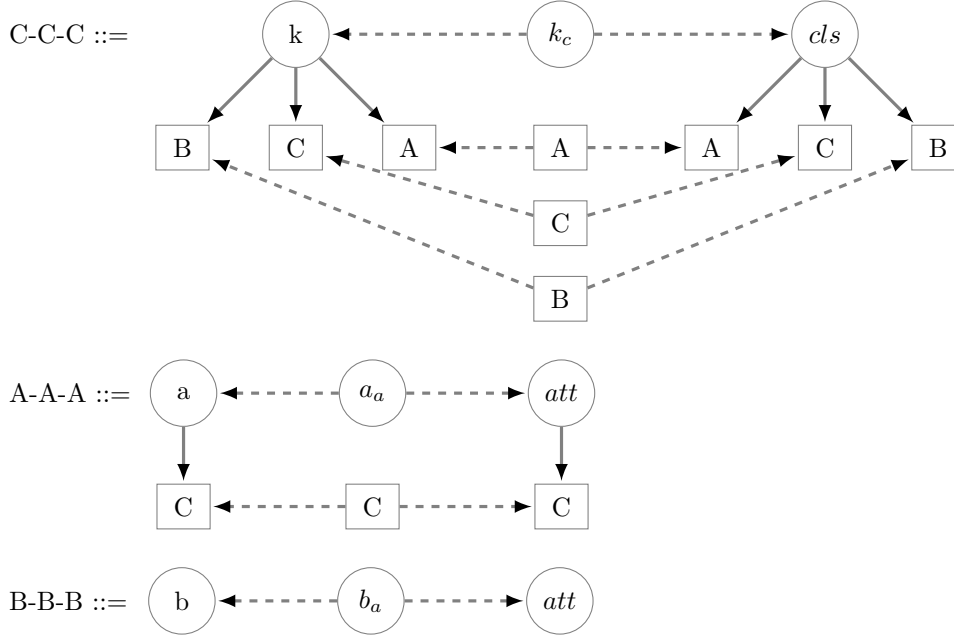 C-C-C ::= k k_c cls
B C A A A C B
C
B
A-A-A ::= a a_a att
C C C
B-B-B ::= b b_a att